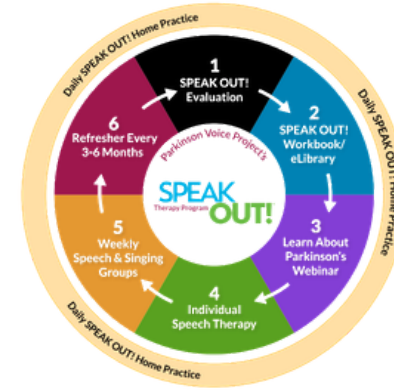 Daily SPEAK OUT! Home Practice
Daily SPEAK OUT! Home Practice
Daily SPEAK OUT! Home Practice
1
SPEAK OUT!
Evaluation
2
SPEAK OUT!
Workbook/
eLibrary
3
Learn About
Parkinson's
Webinar
4
Individual
Speech Therapy
5
Weekly
Speech & Singing
Groups
6
Refresher Every
3-6 Months
Parkinson Voice Project's
SPEAK
Therapy Program
OUT!